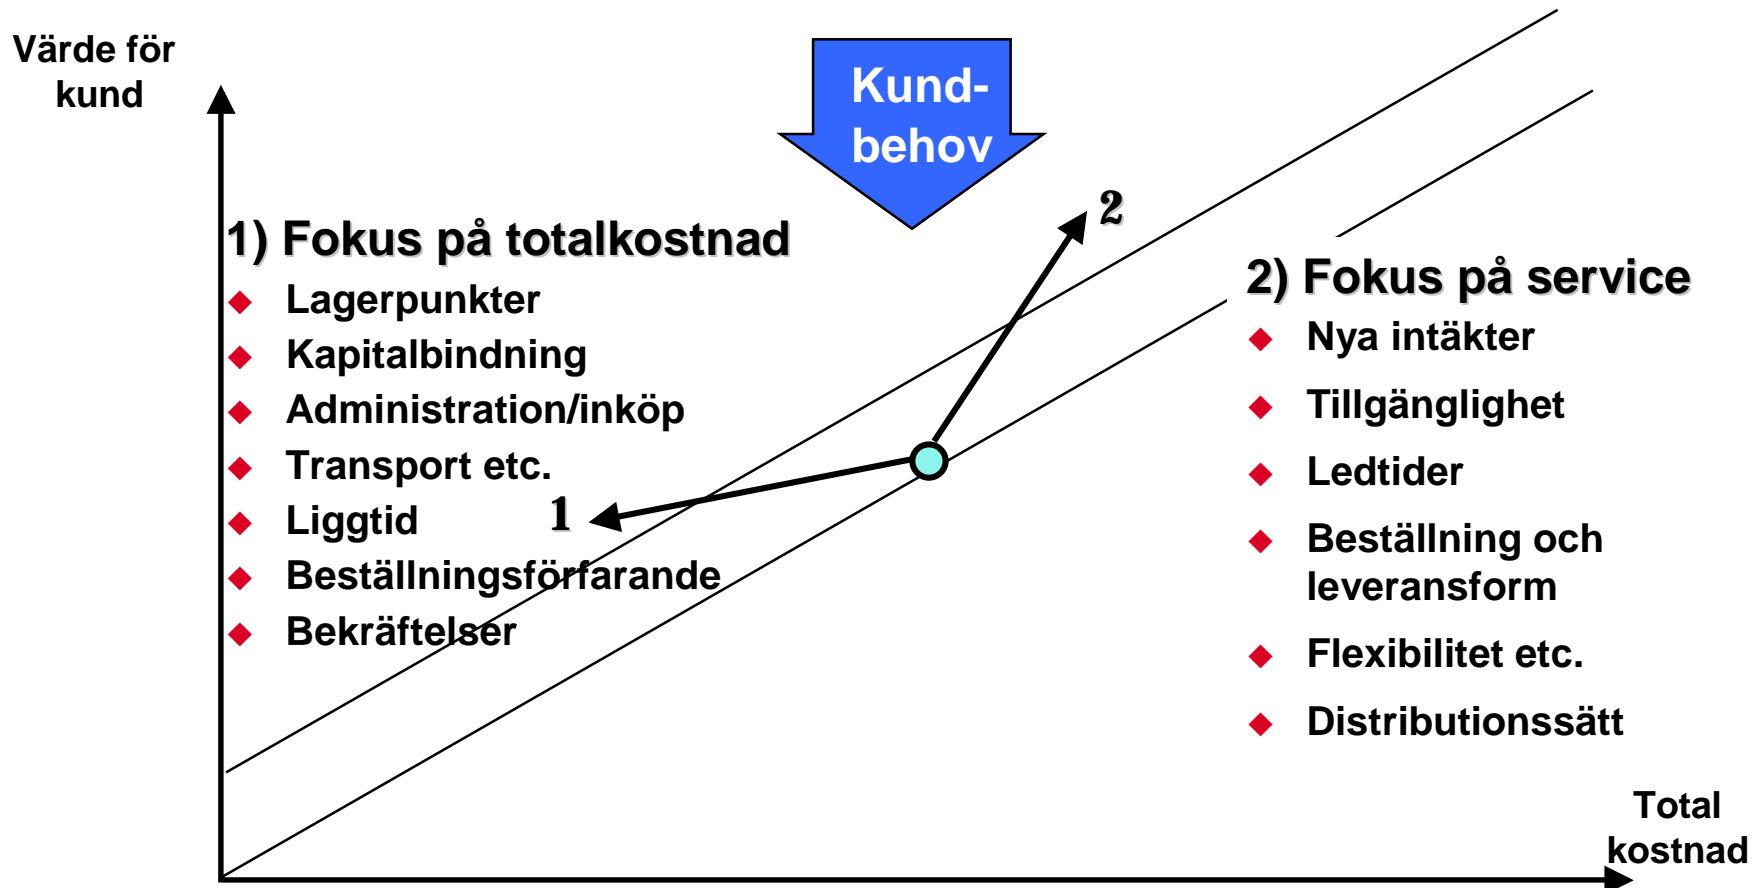 Värde för
kund
Kund-
behov
2
1) Fokus på totalkostnad
Lagerpunkter
Kapitalbindning
Administration/inköp
Transport etc.
Liggtid
1
Beställningsförfarande
Bekräftelser
2) Fokus på service
Nya intäkter
Tillgänglighet
Ledtider
Beställning och
leveransform
Flexibilitet etc.
Distributionssätt
Total
kostnad